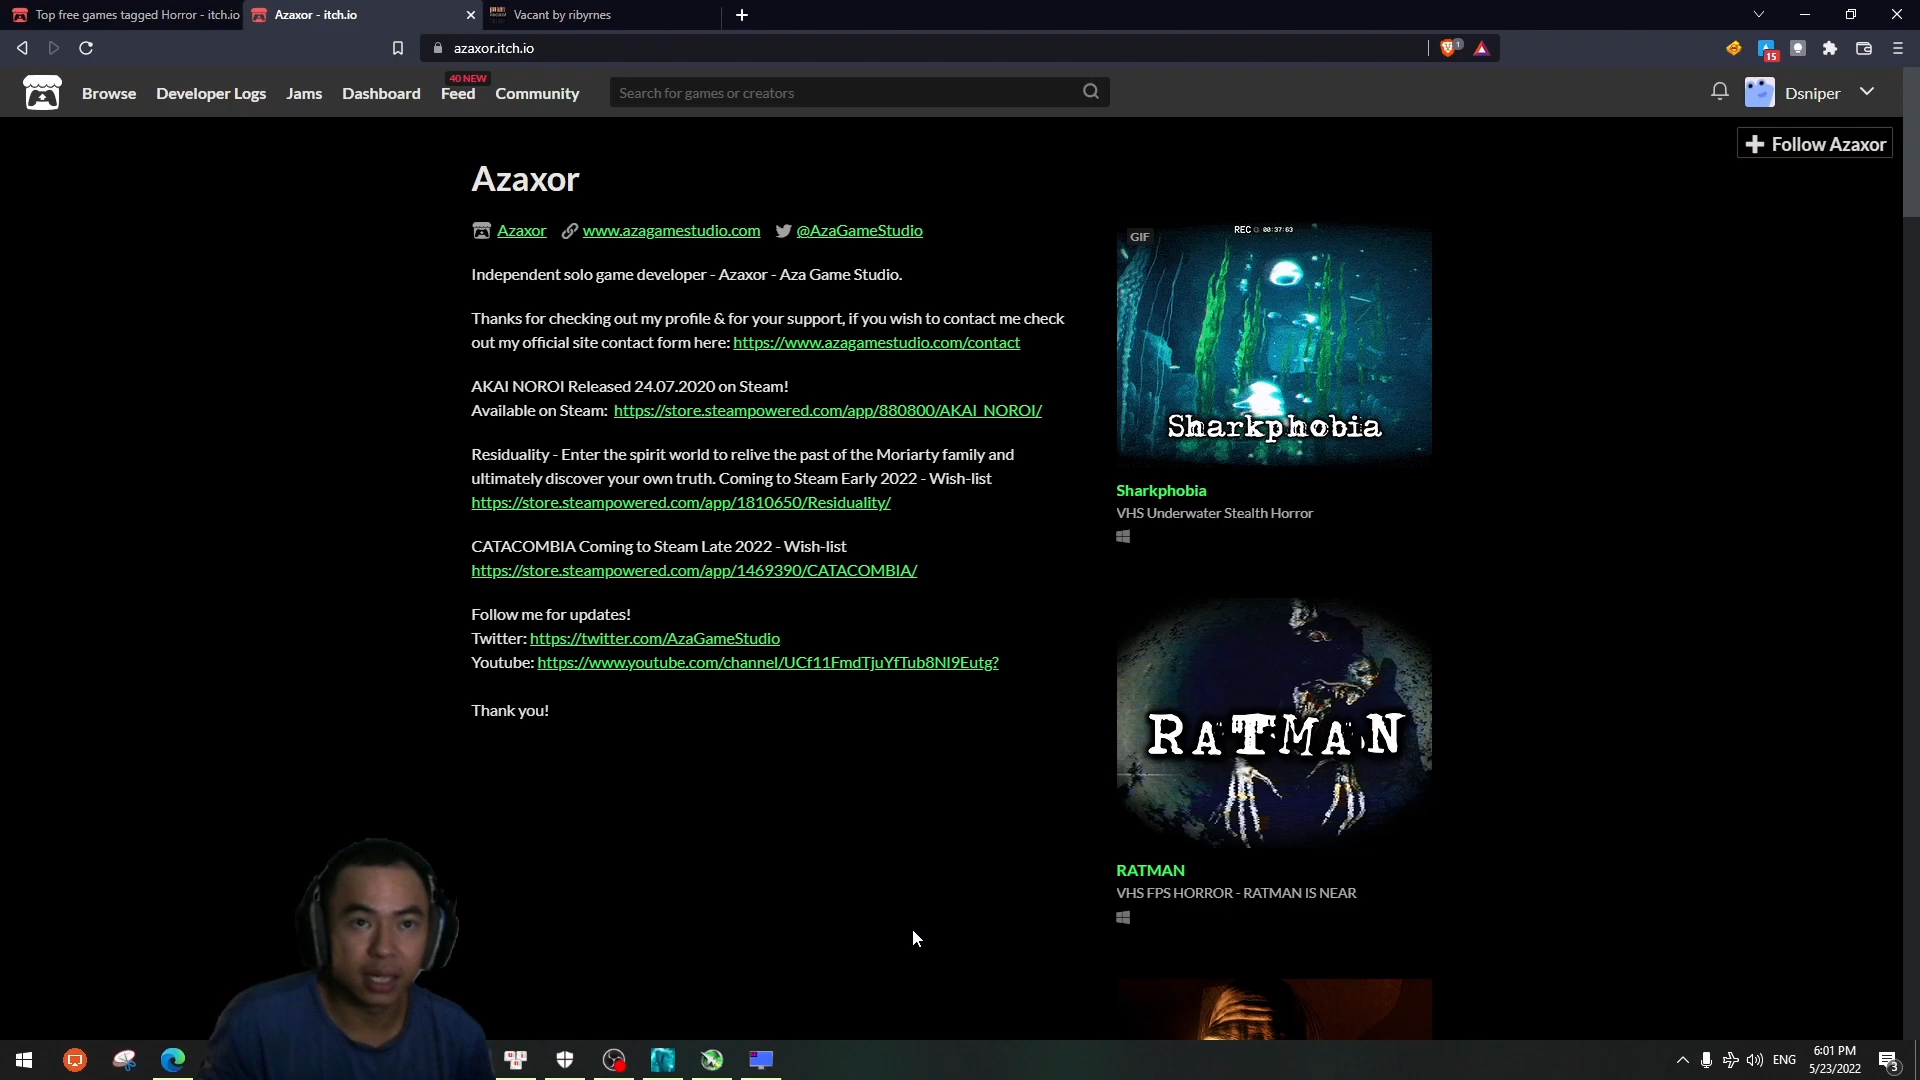 Top free games tagged Horror - itch.io
Azaxor - itch.io
Vacant by ribyrnes
azaxor.itch.io
1
15
Browse
Developer Logs
Jams
Dashboard
40 NEW
Feed
Community
Search for games or creators
Dsniper
Follow Azaxor
Azaxor
Azaxor
www.azagamestudio.com
@AzaGameStudio
Independent solo game developer - Azaxor - Aza Game Studio.
Thanks for checking out my profile & for your support, if you wish to contact me check
out my official site contact form here: https://www.azagamestudio.com/contact
AKAI NOROI Released 24.07.2020 on Steam!
Available on Steam: https://store.steampowered.com/app/880800/AKAI_NOROI/
Residuality - Enter the spirit world to relive the past of the Moriarty family and
ultimately discover your own truth. Coming to Steam Early 2022 - Wish-list
https://store.steampowered.com/app/1810650/Residuality/
CATACOMBIA Coming to Steam Late 2022 - Wish-list
https://store.steampowered.com/app/1469390/CATACOMBIA/
Follow me for updates!
Twitter: https://twitter.com/AzaGameStudio
Youtube: https://www.youtube.com/channel/UCf11FmdTjuYfTub8NI9Eutg?
Thank you!
GIF
REC 00:37:63
Sharkphobia
Sharkphobia
VHS Underwater Stealth Horror
RATMAN
RATMAN
VHS FPS HORROR - RATMAN IS NEAR
ENG
6:01 PM
5/23/2022
3